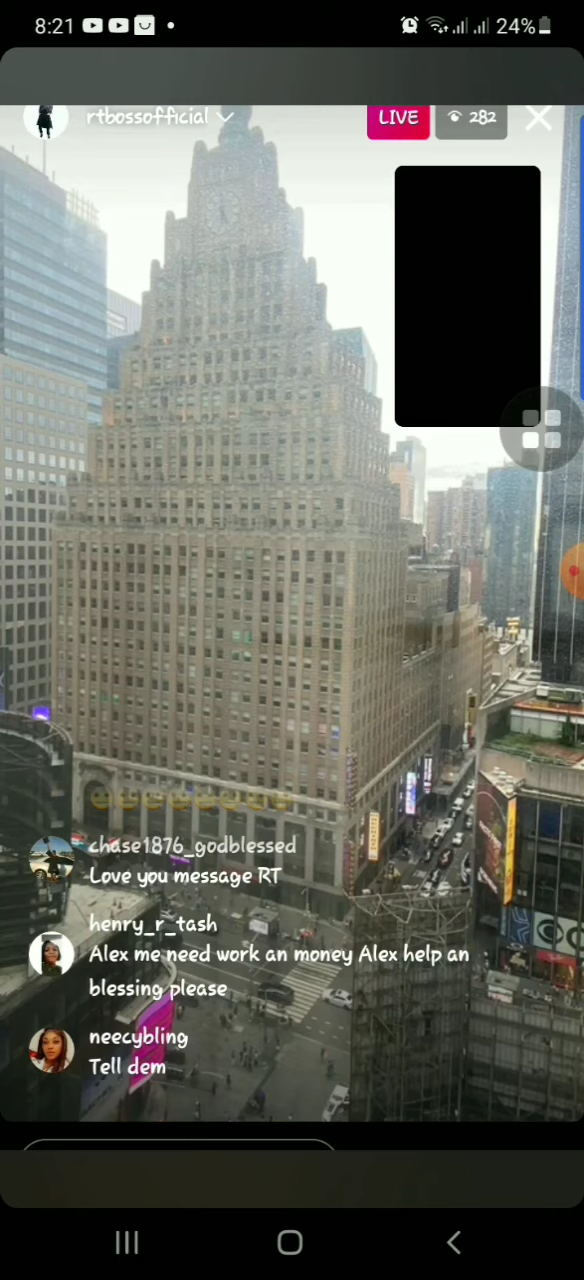 8:21
24%
rtbossofficial
LIVE
282
chase1876_godblessed
Love you message RT
henry_r_tash
Alex me need work an money Alex help an
blessing please
neecybling
Tell dem